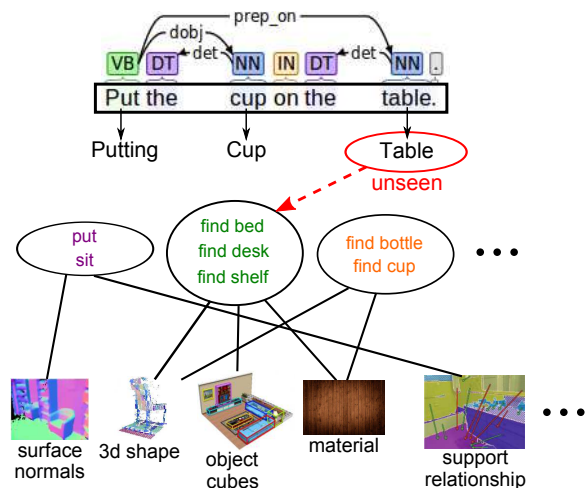 prep_on
dobj
det
det
VB DT NN IN DT NN .
Put the cup on the table.
Putting Cup Table
unseen
put
sit
find bed
find desk
find shelf
find bottle
find cup
surface
normals
3d shape
object
cubes
material
support
relationship